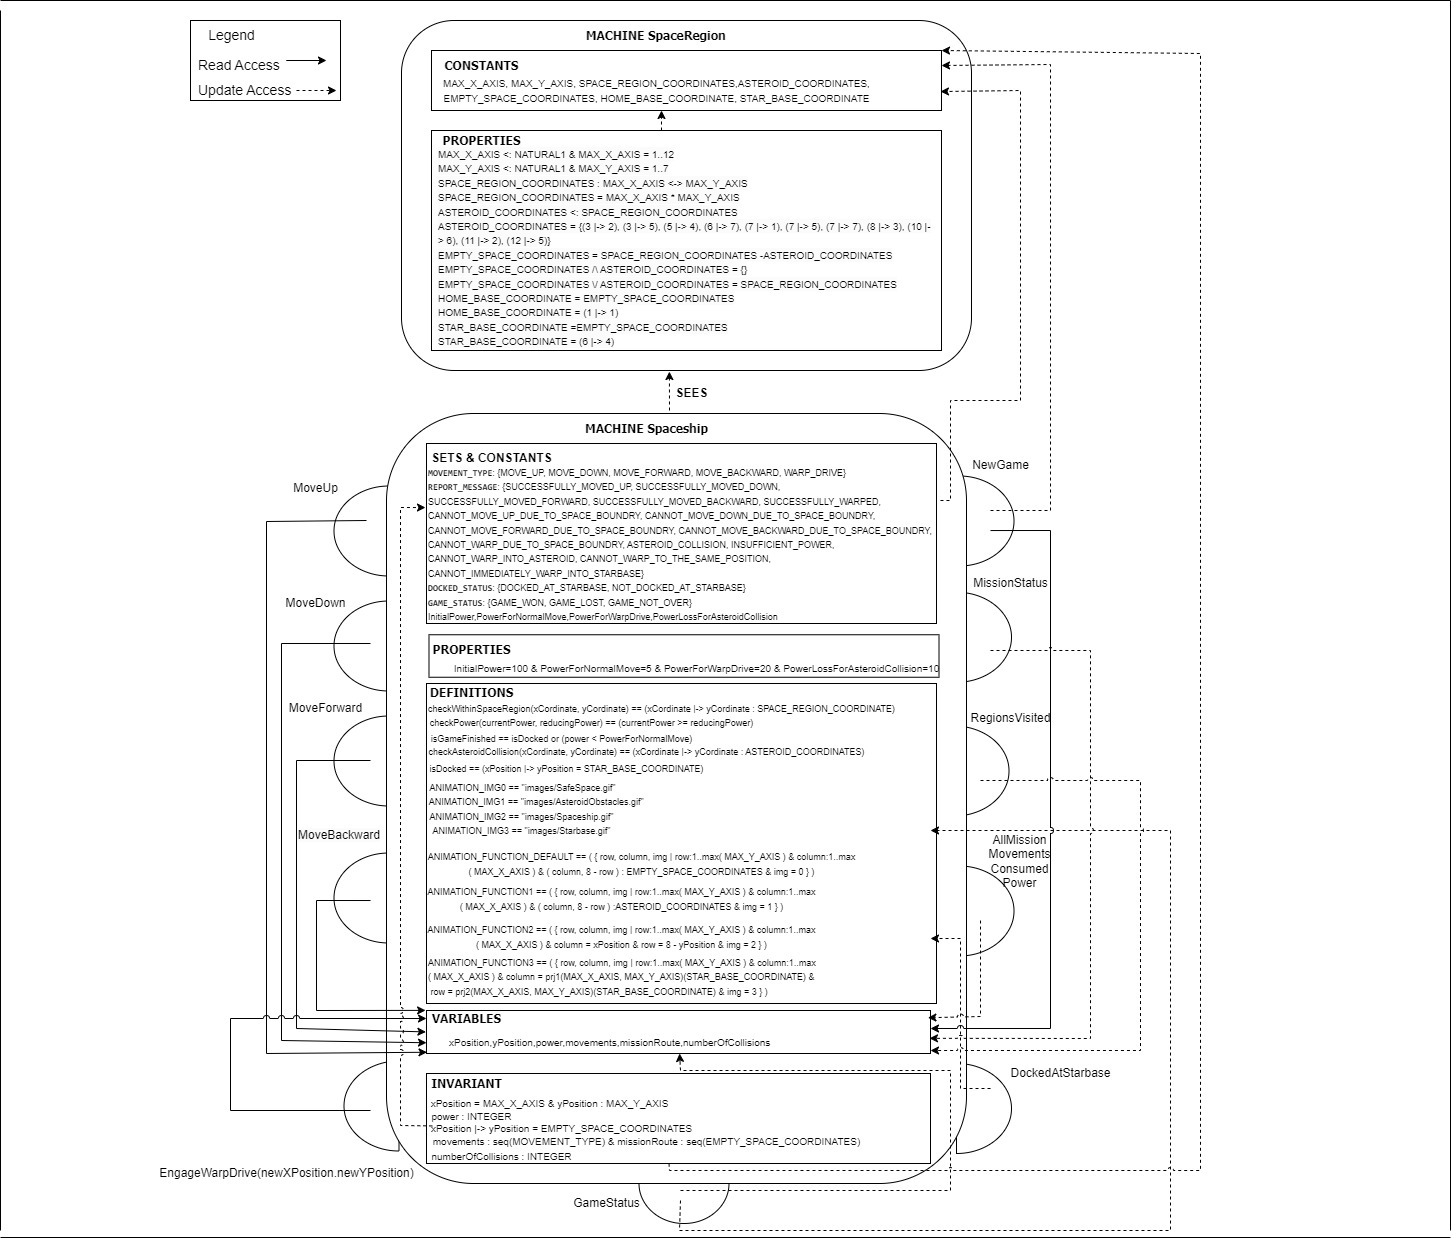 Legend
Read Access
Update Access
MACHINE SpaceRegion
CONSTANTS
MAX_X_AXIS, MAX_Y_AXIS, SPACE_REGION_COORDINATES,ASTEROID_COORDINATES,
EMPTY_SPACE_COORDINATES, HOME_BASE_COORDINATE, STAR_BASE_COORDINATE
PROPERTIES
MAX_X_AXIS <: NATURAL1 & MAX_X_AXIS = 1..12
MAX_Y_AXIS <: NATURAL1 & MAX_Y_AXIS = 1..7
SPACE_REGION_COORDINATES : MAX_X_AXIS <-> MAX_Y_AXIS
SPACE_REGION_COORDINATES = MAX_X_AXIS * MAX_Y_AXIS
ASTEROID_COORDINATES <: SPACE_REGION_COORDINATES
ASTEROID_COORDINATES = {(3 |-> 2), (3 |-> 5), (5 |-> 4), (6 |-> 7), (7 |-> 1), (7 |-> 5), (7 |-> 7), (8 |-> 3), (10 |-
> 6), (11 |-> 2), (12 |-> 5)}
EMPTY_SPACE_COORDINATES = SPACE_REGION_COORDINATES -ASTEROID_COORDINATES
EMPTY_SPACE_COORDINATES /\ ASTEROID_COORDINATES = {}
EMPTY_SPACE_COORDINATES \/ ASTEROID_COORDINATES = SPACE_REGION_COORDINATES
HOME_BASE_COORDINATE = EMPTY_SPACE_COORDINATES
HOME_BASE_COORDINATE = (1 |-> 1)
STAR_BASE_COORDINATE =EMPTY_SPACE_COORDINATES
STAR_BASE_COORDINATE = (6 |-> 4)
SEES
MACHINE Spaceship
SETS & CONSTANTS
MOVEMENT_TYPE: {MOVE_UP, MOVE_DOWN, MOVE_FORWARD, MOVE_BACKWARD, WARP_DRIVE}
REPORT_MESSAGE: {SUCCESSFULLY_MOVED_UP, SUCCESSFULLY_MOVED_DOWN,
SUCCESSFULLY_MOVED_FORWARD, SUCCESSFULLY_MOVED_BACKWARD, SUCCESSFULLY_WARPED,
CANNOT_MOVE_UP_DUE_TO_SPACE_BOUNDRY, CANNOT_MOVE_DOWN_DUE_TO_SPACE_BOUNDRY,
CANNOT_MOVE_FORWARD_DUE_TO_SPACE_BOUNDRY, CANNOT_MOVE_BACKWARD_DUE_TO_SPACE_BOUNDRY,
CANNOT_WARP_DUE_TO_SPACE_BOUNDRY, ASTEROID_COLLISION, INSUFFICIENT_POWER,
CANNOT_WARP_INTO_ASTEROID, CANNOT_WARP_TO_THE_SAME_POSITION,
CANNOT_IMMEDIATELY_WARP_INTO_STARBASE}
DOCKED_STATUS: {DOCKED_AT_STARBASE, NOT_DOCKED_AT_STARBASE}
GAME_STATUS: {GAME_WON, GAME_LOST, GAME_NOT_OVER}
InitialPower,PowerForNormalMove,PowerForWarpDrive,PowerLossForAsteroidCollision
PROPERTIES
InitialPower=100 & PowerForNormalMove=5 & PowerForWarpDrive=20 & PowerLossForAsteroidCollision=10
DEFINITIONS
checkWithinSpaceRegion(xCordinate, yCordinate) == (xCordinate |-> yCordinate : SPACE_REGION_COORDINATE)
checkPower(currentPower, reducingPower) == (currentPower >= reducingPower)
isGameFinished == isDocked or (power < PowerForNormalMove)
checkAsteroidCollision(xCordinate, yCordinate) == (xCordinate |-> yCordinate : ASTEROID_COORDINATES)
isDocked == (xPosition |-> yPosition = STAR_BASE_COORDINATE)
ANIMATION_IMG0 == "images/SafeSpace.gif"
ANIMATION_IMG1 == "images/AsteroidObstacles.gif"
ANIMATION_IMG2 == "images/Spaceship.gif"
ANIMATION_IMG3 == "images/Starbase.gif"
ANIMATION_FUNCTION_DEFAULT == ( { row, column, img | row:1..max( MAX_Y_AXIS ) & column:1..max
( MAX_X_AXIS ) & ( column, 8 - row ) : EMPTY_SPACE_COORDINATES & img = 0 } )
ANIMATION_FUNCTION1 == ( { row, column, img | row:1..max( MAX_Y_AXIS ) & column:1..max
( MAX_X_AXIS ) & ( column, 8 - row ) :ASTEROID_COORDINATES & img = 1 } )
ANIMATION_FUNCTION2 == ( { row, column, img | row:1..max( MAX_Y_AXIS ) & column:1..max
( MAX_X_AXIS ) & column = xPosition & row = 8 - yPosition & img = 2 } )
ANIMATION_FUNCTION3 == ( { row, column, img | row:1..max( MAX_Y_AXIS ) & column:1..max
( MAX_X_AXIS ) & column = prj1(MAX_X_AXIS, MAX_Y_AXIS)(STAR_BASE_COORDINATE) &
row = prj2(MAX_X_AXIS, MAX_Y_AXIS)(STAR_BASE_COORDINATE) & img = 3 } )
VARIABLES
xPosition,yPosition,power,movements,missionRoute,numberOfCollisions
INVARIANT
xPosition = MAX_X_AXIS & yPosition : MAX_Y_AXIS
power : INTEGER
xPosition |-> yPosition = EMPTY_SPACE_COORDINATES
movements : seq(MOVEMENT_TYPE) & missionRoute : seq(EMPTY_SPACE_COORDINATES)
numberOfCollisions : INTEGER
MoveUp
MoveDown
MoveForward
MoveBackward
EngageWarpDrive(newXPosition.newYPosition)
NewGame
MissionStatus
RegionsVisited
AllMission
Movements
Consumed
Power
DockedAtStarbase
GameStatus